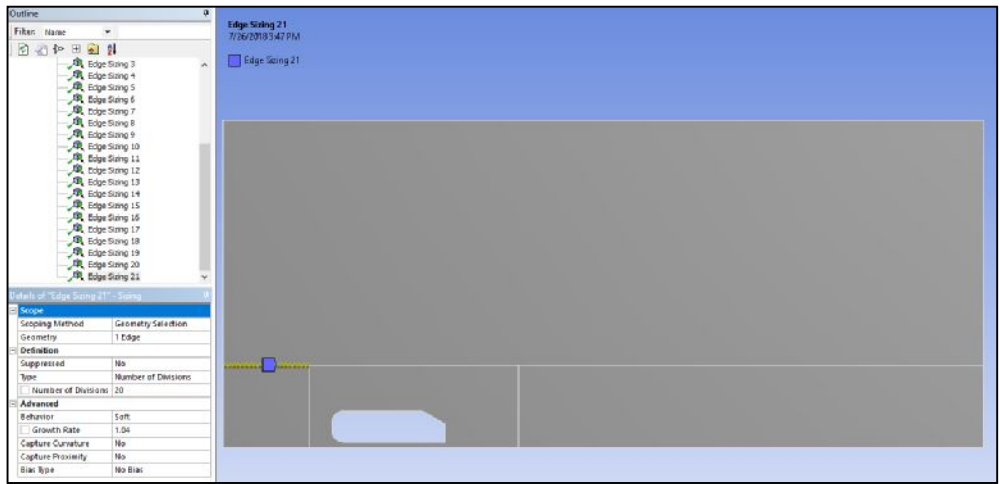 Outline
Filter: Name
Edge Sizing 3
Edge Sizing 4
Edge Sizing 5
Edge Sizing 6
Edge Sizing 7
Edge Sizing 8
Edge Sizing 9
Edge Sizing 10
Edge Sizing 11
Edge Sizing 12
Edge Sizing 13
Edge Sizing 14
Edge Sizing 15
Edge Sizing 16
Edge Sizing 17
Edge Sizing 18
Edge Sizing 19
Edge Sizing 20
Edge Sizing 21
Details of "Edge Sizing 21" - Sizing
Scope
Scoping Method Geometry Selection
Geometry 1 Edge
Definition
Suppressed No
Type Number of Divisions
Number of Divisions 20
Advanced
Behavior Soft
Growth Rate 1.04
Capture Curvature No
Capture Proximity No
Bias Type No Bias
Edge Sizing 21
7/26/2018 3:47 PM
Edge Sizing 21